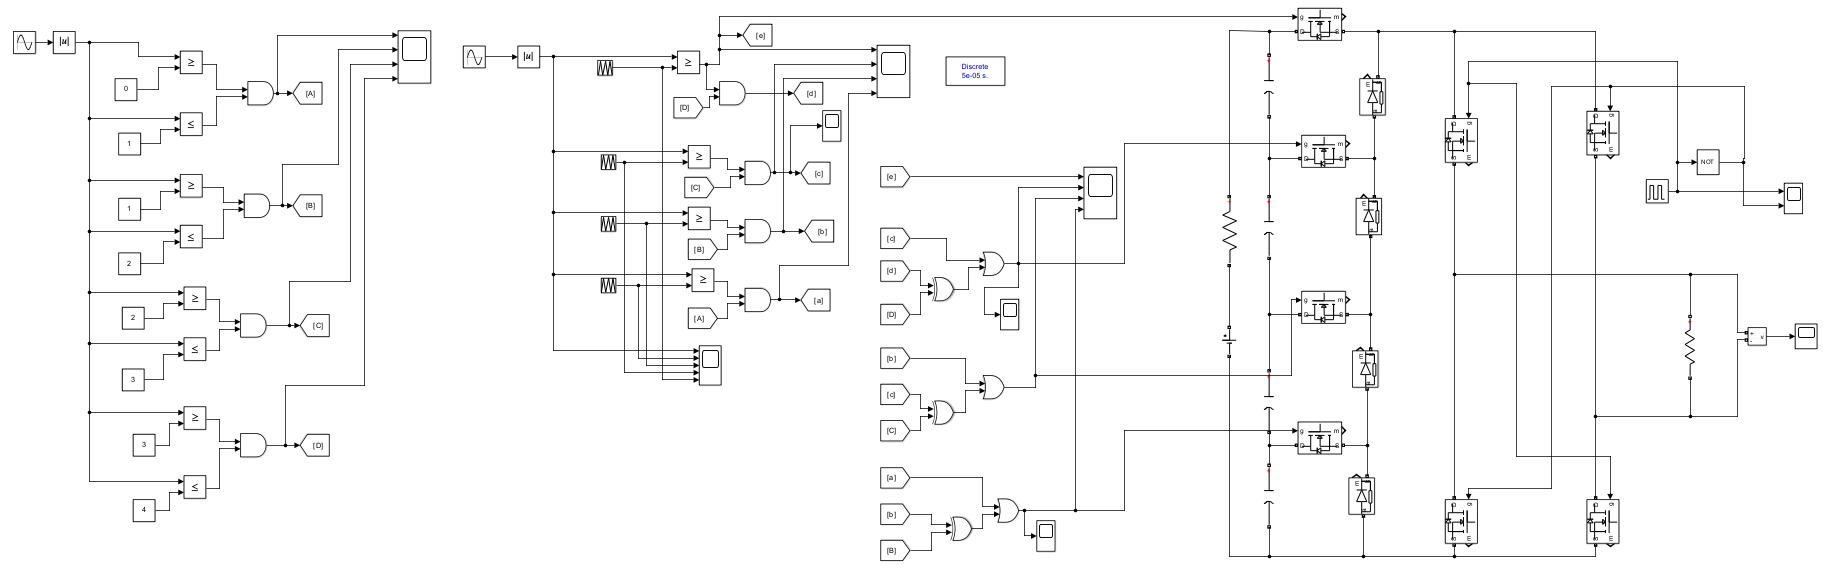 |u|
≥
0
[A]
≤
1
≥
1
[B]
≤
2
≥
2
[C]
≤
3
≥
3
[D]
≤
4
|u|
[e]
≥
[D]
[d]
Discrete
5e-05 s.
≥
[C]
[c]
≥
[B]
[b]
≥
[A]
[a]
[e]
[c]
[d]
[D]
[b]
[c]
[C]
[a]
[b]
[B]
g m
D S
E
g m
D S
E
g m
D S
E
g m
D S
E
g
E
g
E
NOT
+
-
v
g
E
g
E